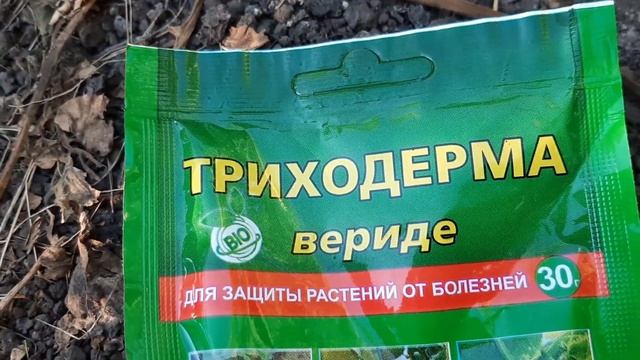 ТРИХОДЕРМА
BIO
вериде
ДЛЯ ЗАЩИТЫ РАСТЕНИЙ ОТ БОЛЕЗНЕЙ 30г